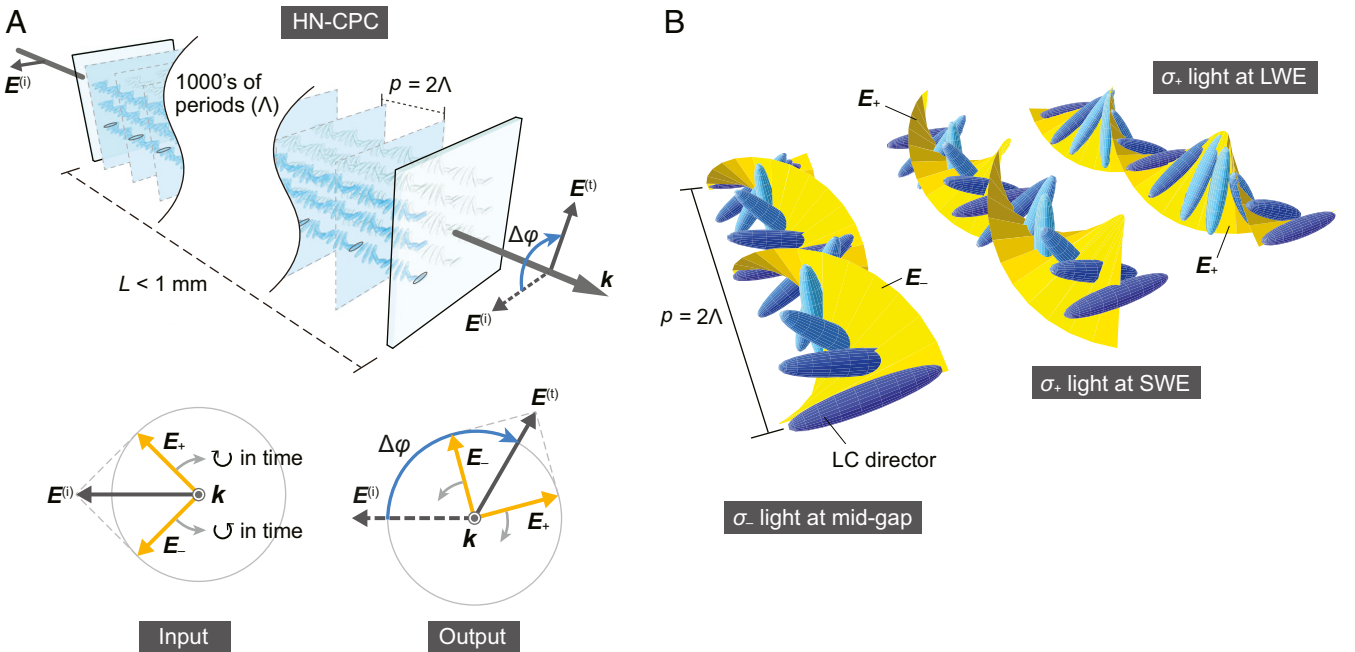 A
HN-CPC
E(i)
1000's of
periods (Λ)
p = 2Λ
L < 1 mm
E(t)
Δφ
k
E(i)
E+
↻ in time
E(i)
k
↺ in time
E−
Input
E(t)
Δφ
E−
E(i)
E+
k
Output
B
σ+ light at LWE
E+
E−
p = 2Λ
E+
σ+ light at SWE
LC director
σ− light at mid-gap